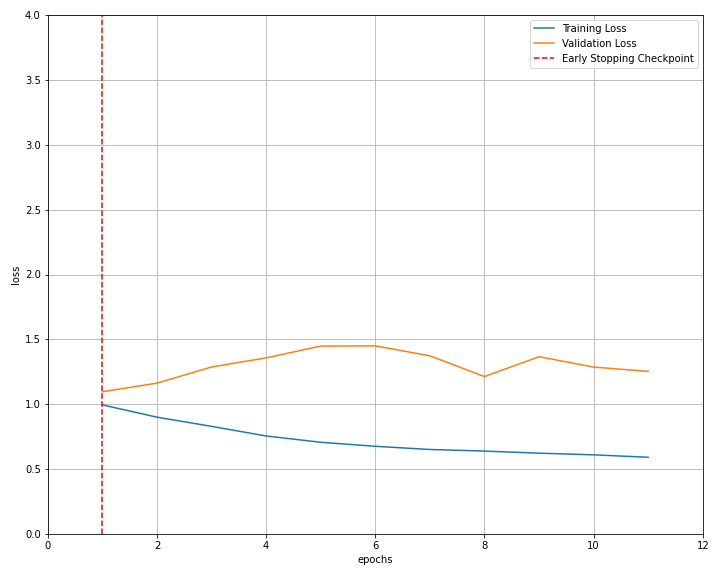 4.0
3.5
3.0
2.5
2.0
1.5
1.0
0.5
0.0
loss
0 2 4 6 8 10 12
epochs
Training Loss
Validation Loss
Early Stopping Checkpoint